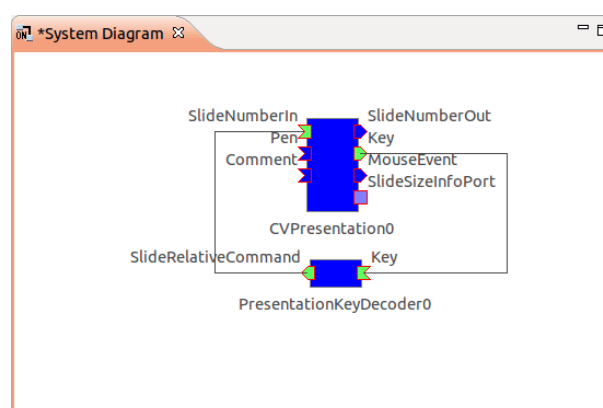 *System Diagram
SlideNumberIn
SlideNumberOut
Pen
Key
Comment
MouseEvent
SlideSizeInfoPort
CVPresentation0
SlideRelativeCommand
Key
PresentationKeyDecoder0